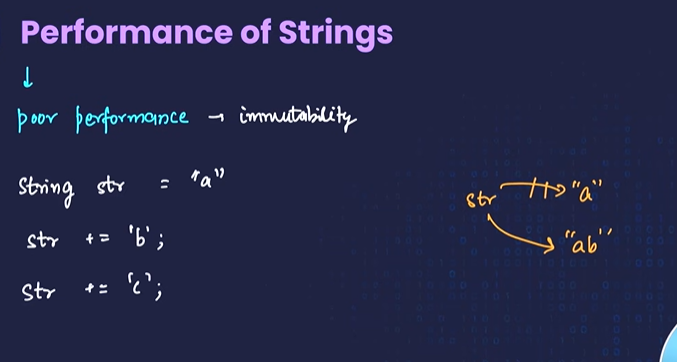 Performance of Strings
↓
poor performance → immutability
String str = "a"
str += 'b';
str += 'c';
str → "a"
"ab"